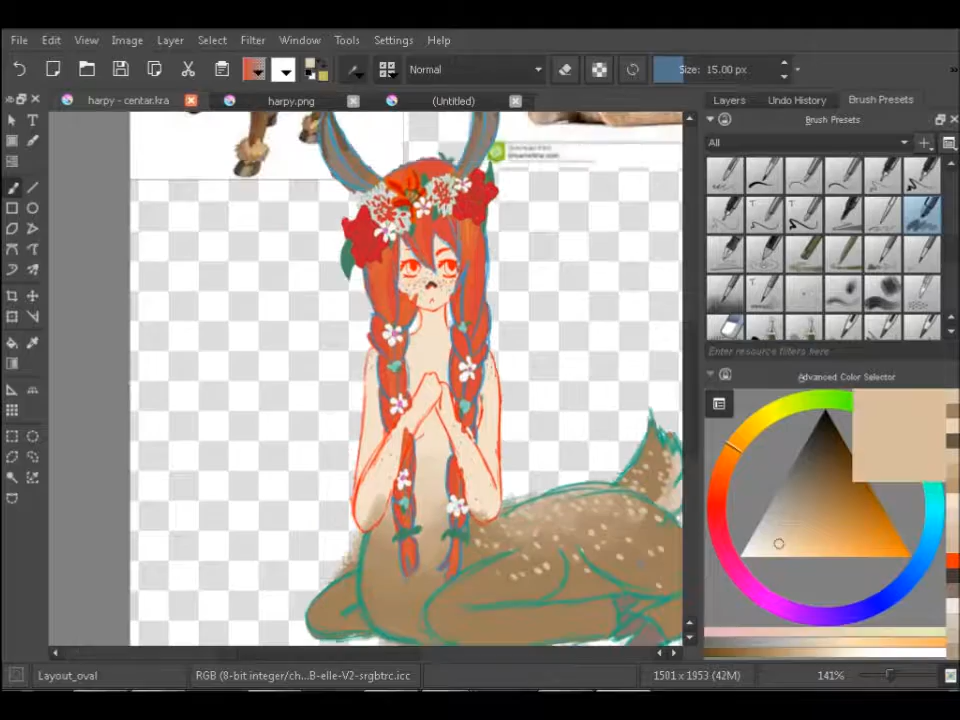 File Edit View Image Layer Select Filter Window Tools Settings Help
Normal Size: 15.00 px
harpy - centar.kra harpy.png (Untitled)
Layers Undo History Brush Presets
Brush Presets
All
Enter resource filters here
Advanced Color Selector
Layout_oval RGB (8-bit integer/ch...B-elle-V2-srgbtrc.icc 1501 x 1953 (42M) 141%